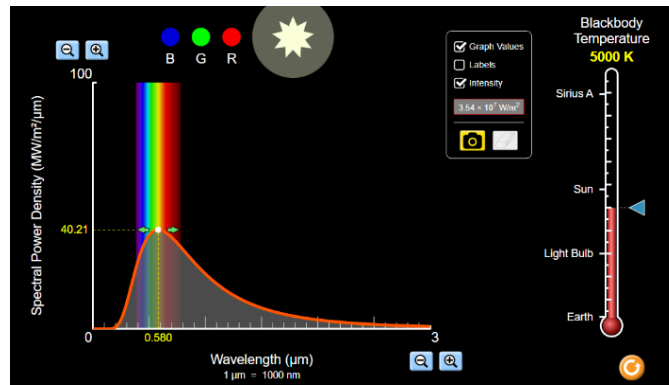 Blackbody
Temperature
5000 K
B G R
100
Spectral Power Density (MW/m²/μm)
40.21
0
0.580
3
Wavelength (μm)
1 μm = 1000 nm
Graph Values
Labels
Intensity
3.54 × 10⁷ W/m²
Sirius A
Sun
Light Bulb
Earth